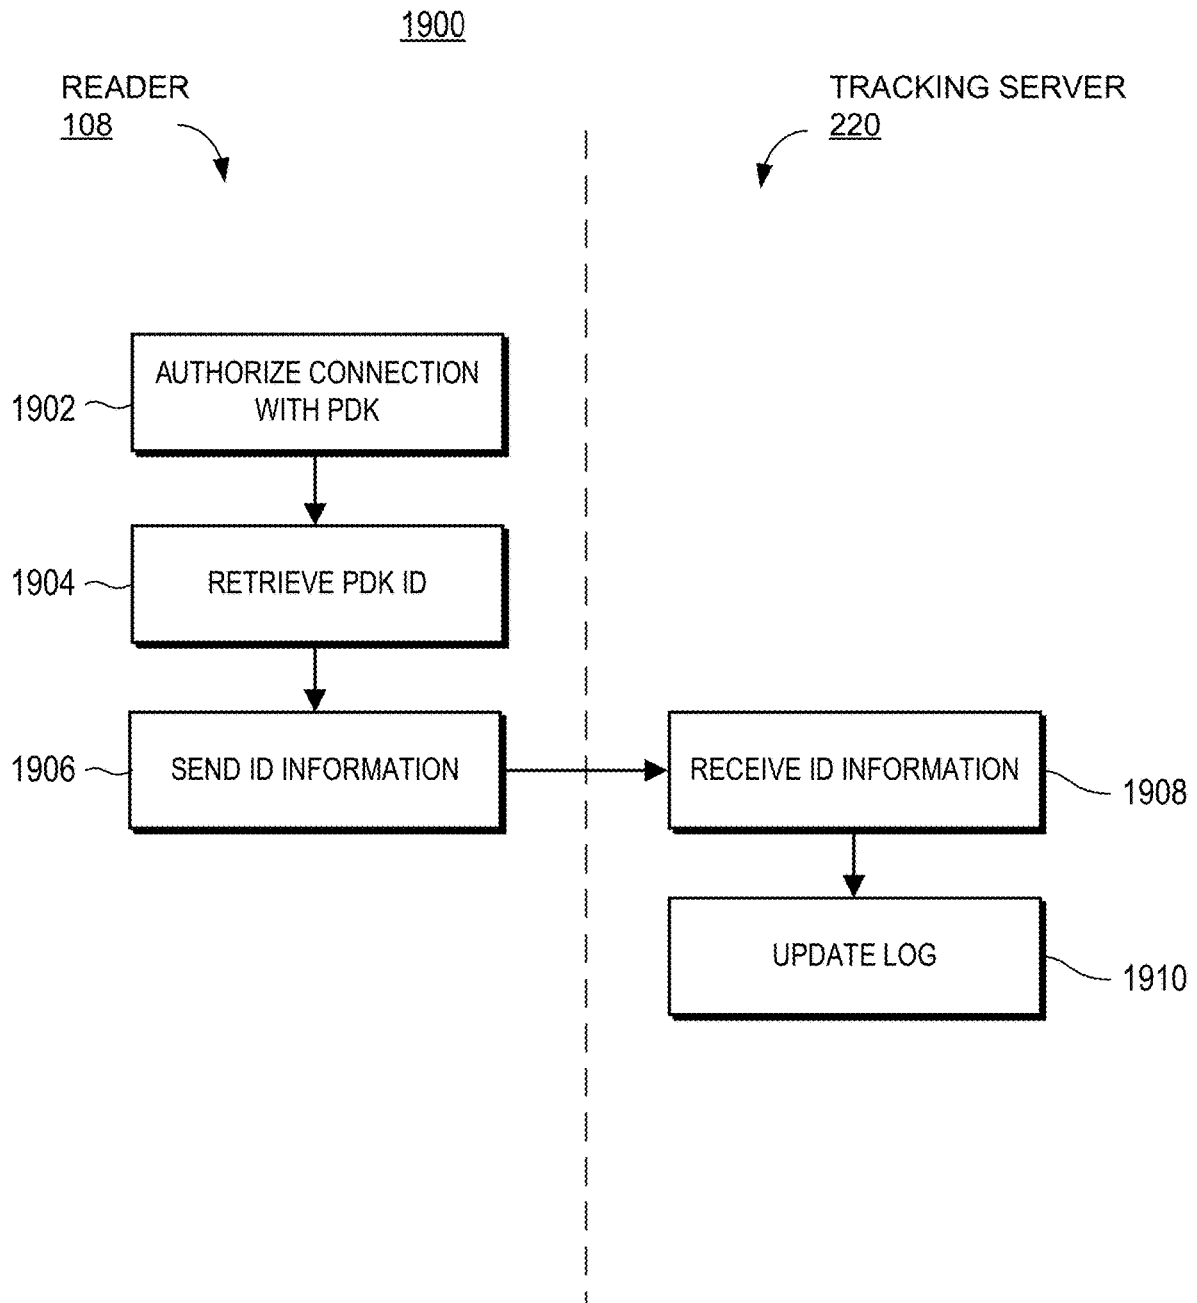 1900
READER
108
TRACKING SERVER
220
AUTHORIZE CONNECTION
WITH PDK
1902
RETRIEVE PDK ID
1904
SEND ID INFORMATION
1906
RECEIVE ID INFORMATION
1908
UPDATE LOG
1910